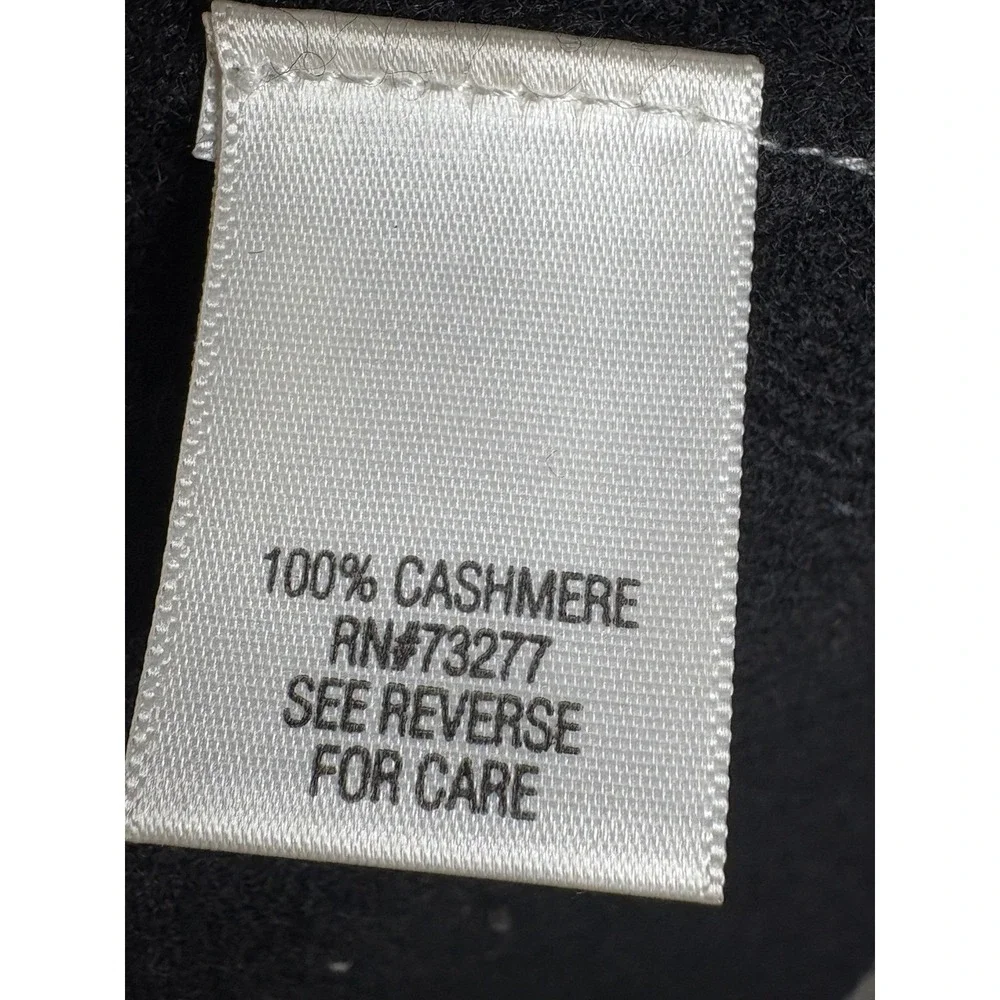 100% CASHMERE
RN#73277
SEE REVERSE
FOR CARE